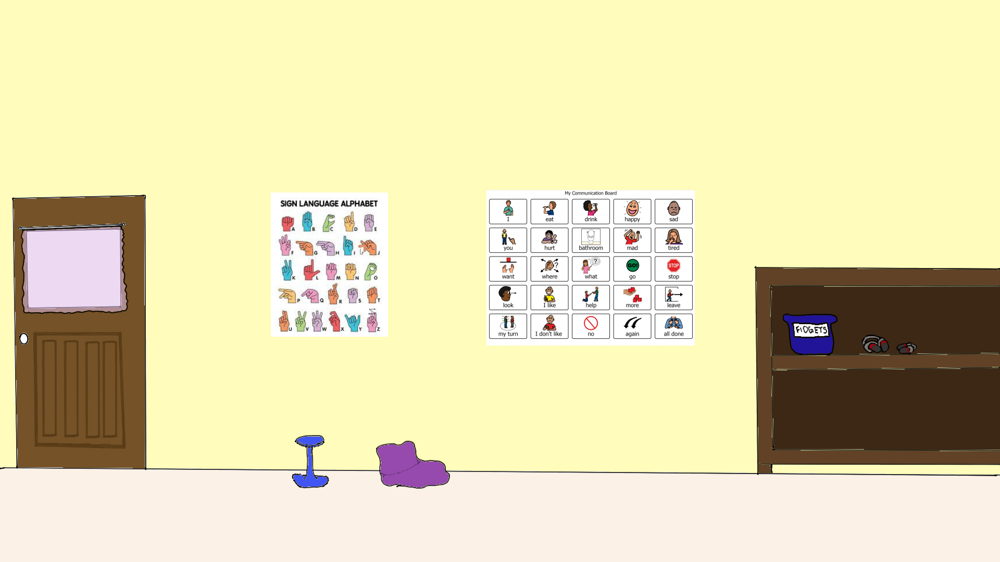 SIGN LANGUAGE ALPHABET
A B C D E
F G H I J
K L M N O
P Q R S T
U V W X Y Z
My Communication Board
I eat drink happy sad
you hurt bathroom mad tired
want where what go stop
GO! STOP
? ?
look I like help more leave
my turn I don't like no again all done
FIDGETS